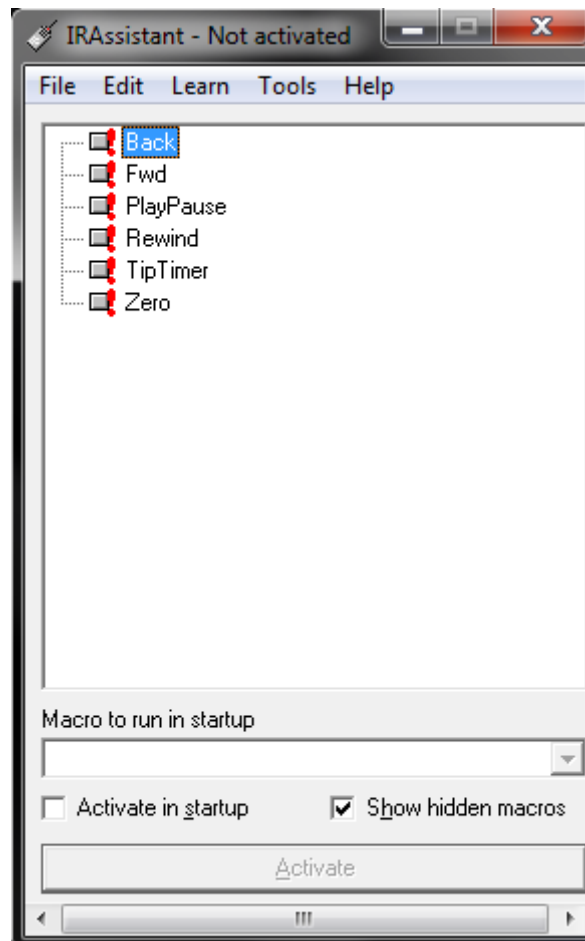 IRAssistant - Not activated
File Edit Learn Tools Help
Back
Fwd
PlayPause
Rewind
TipTimer
Zero
Macro to run in startup
Activate in startup Show hidden macros
Activate